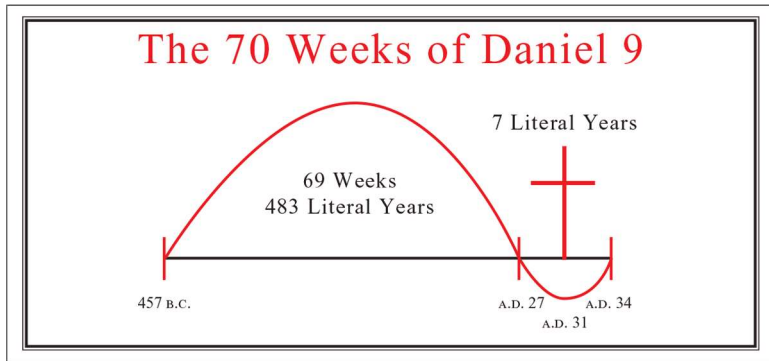 The 70 Weeks of Daniel 9
7 Literal Years
69 Weeks
483 Literal Years
457 B.C.
A.D. 27
A.D. 34
A.D. 31